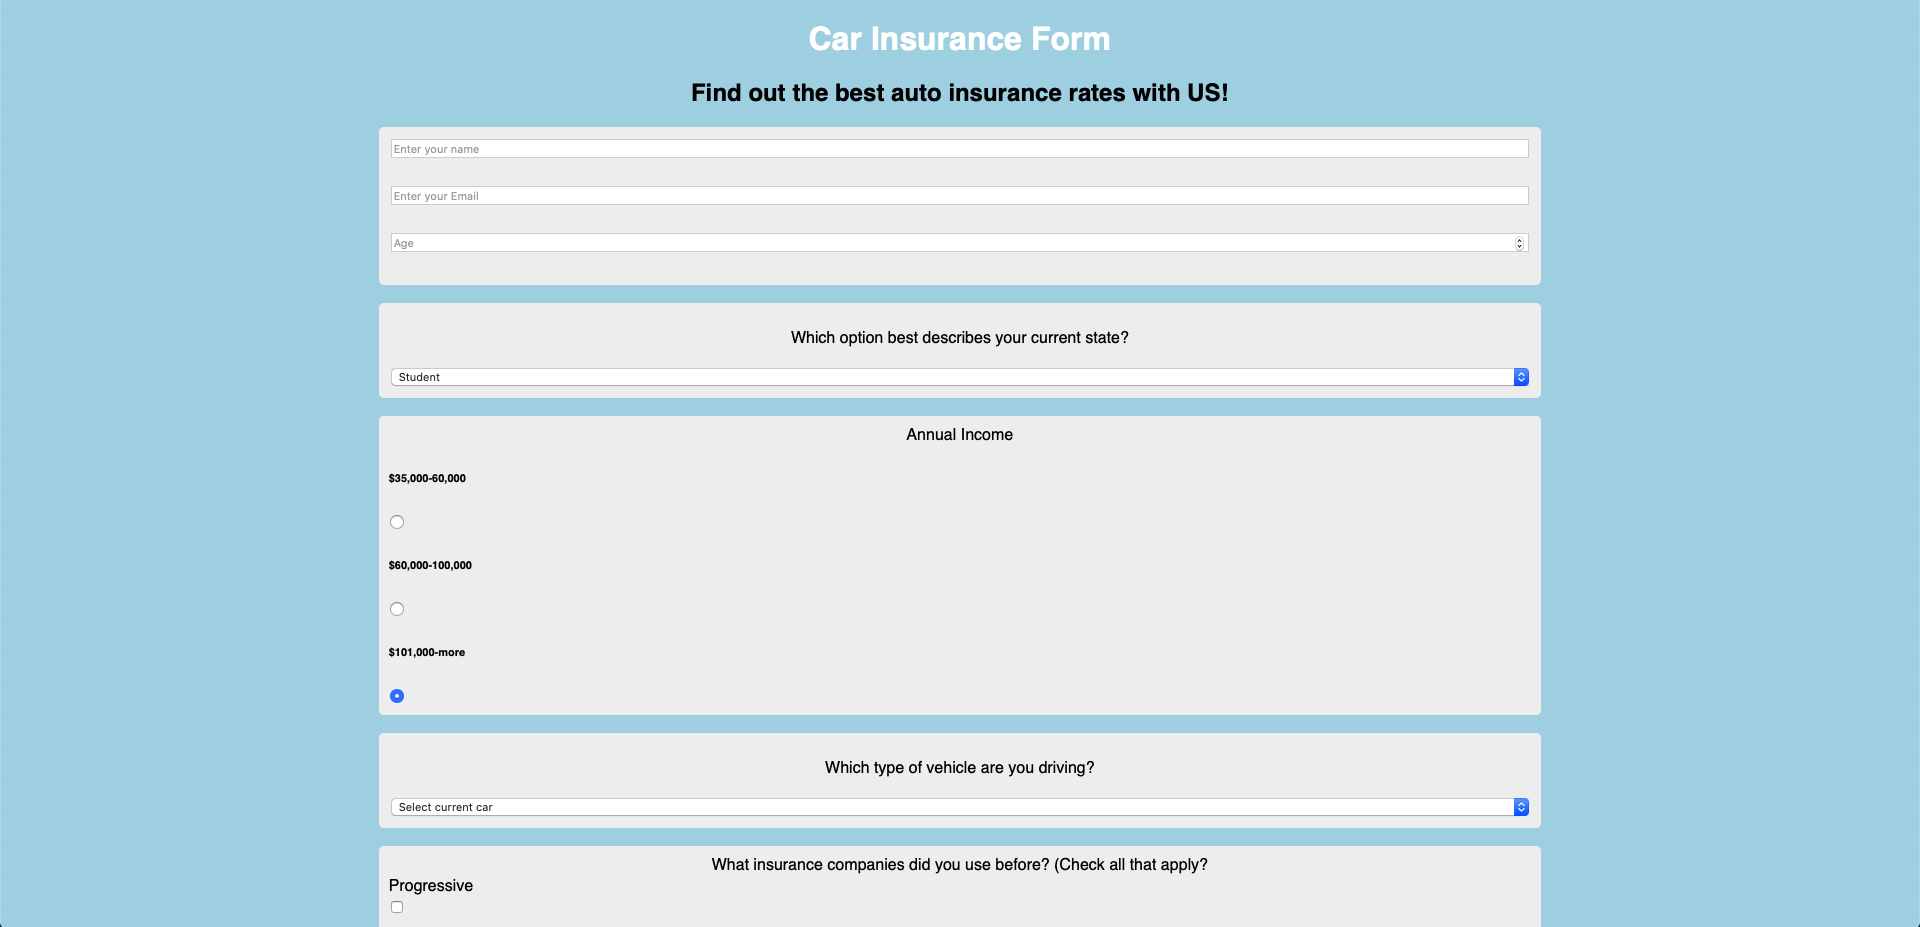 Car Insurance Form
Find out the best auto insurance rates with US!
Enter your name
Enter your Email
Age
Which option best describes your current state?
Student
Annual Income
$35,000-60,000
$60,000-100,000
$101,000-more
Which type of vehicle are you driving?
Select current car
What insurance companies did you use before? (Check all that apply?
Progressive